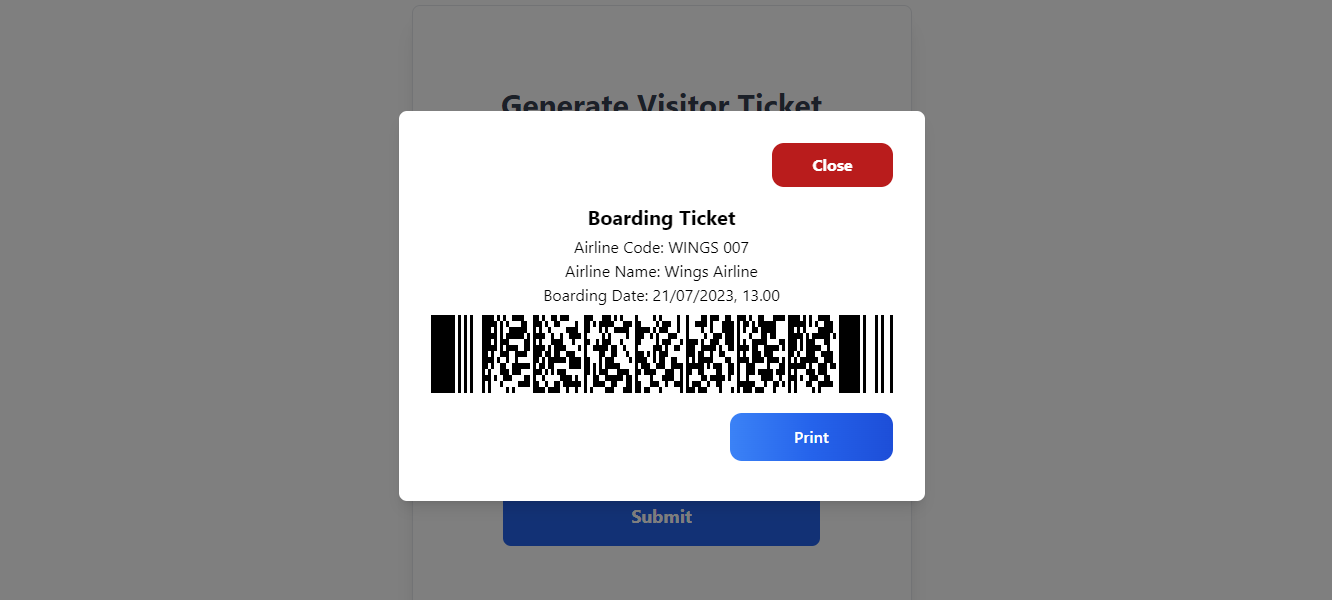 Generate Visitor Ticket
Close
Boarding Ticket
Airline Code: WINGS 007
Airline Name: Wings Airline
Boarding Date: 21/07/2023, 13.00
Print
Submit